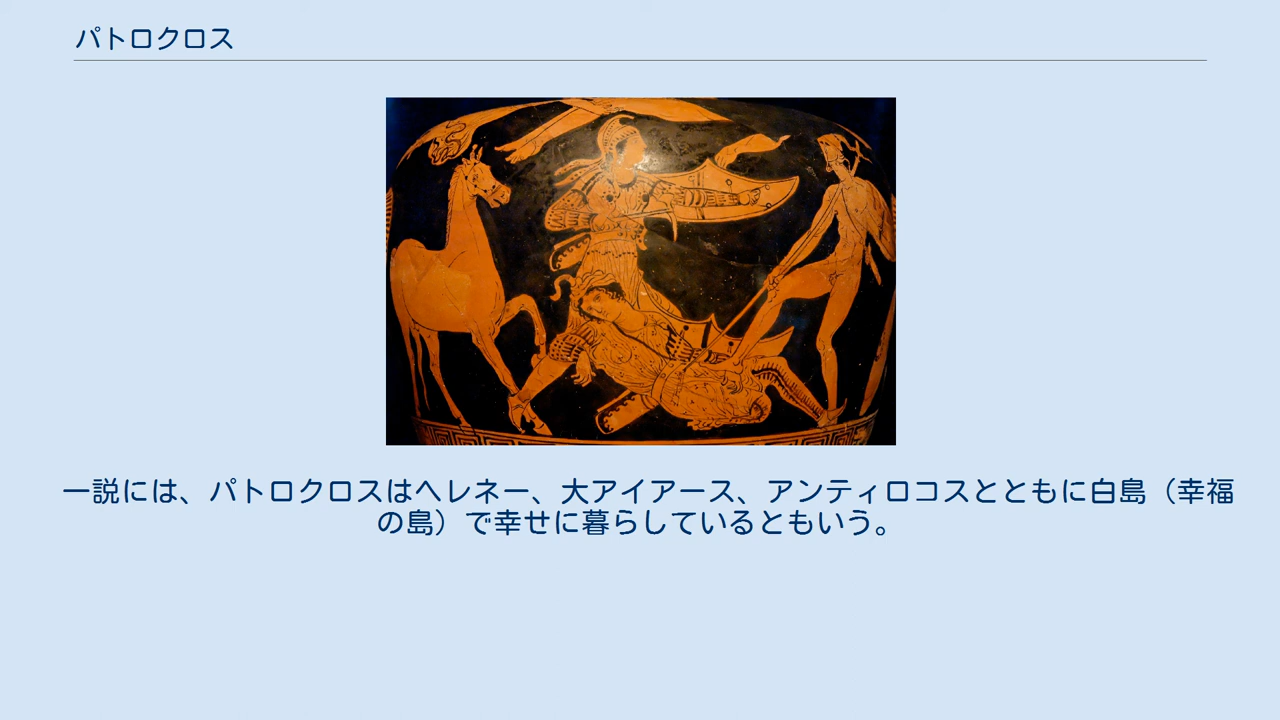 パトロクロス
一説には、パトロクロスはヘレネー、大アイアース、アンティロコスとともに白島（幸福
の島）で幸せに暮らしているともいう。